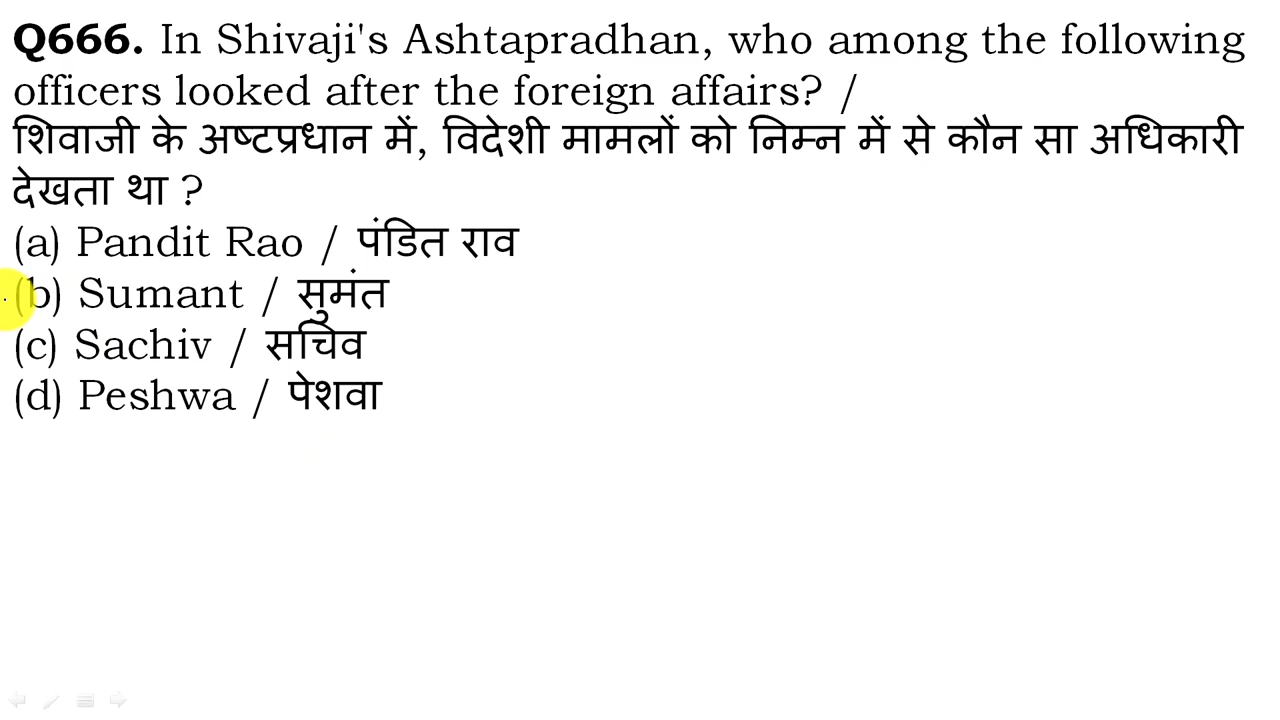 Q666. In Shivaji's Ashtapradhan, who among the following
officers looked after the foreign affairs? /
शिवाजी के अष्टप्रधान में, विदेशी मामलों को निम्न में से कौन सा अधिकारी
देखता था ?
(a) Pandit Rao / पंडित राव
(b) Sumant / सुमंत
(c) Sachiv / सचिव
(d) Peshwa / पेशवा